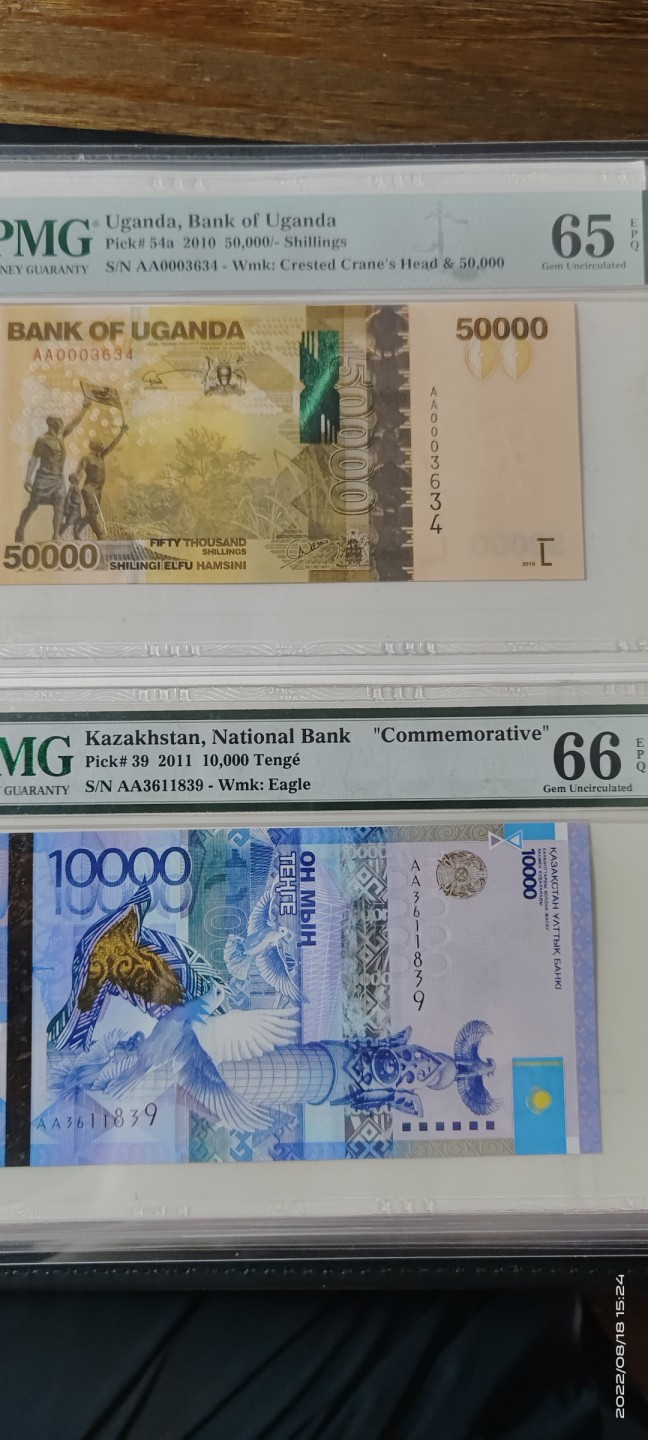 PMG
NEY GUARANTY
Uganda, Bank of Uganda
Pick# 54a 2010 50,000/- Shillings
S/N AA0003634 - Wmk: Crested Crane's Head & 50,000
65
Gem Uncirculated
EPQ
BANK OF UGANDA
AA0003634
50000
50000
AA0003634
50000
FIFTY THOUSAND
SHILLINGS
SHILINGI ELFU HAMSINI
2010
MG
GUARANTY
Kazakhstan, National Bank "Commemorative"
Pick# 39 2011 10,000 Tengé
S/N AA3611839 - Wmk: Eagle
66
Gem Uncirculated
EPQ
10000
ОН МЫҢ
ТЕҢГЕ
AA3611839
10000
ҚАЗАҚСТАН ҰЛТТЫҚ БАНКІ
AA3611839
2022/08/18 15:24